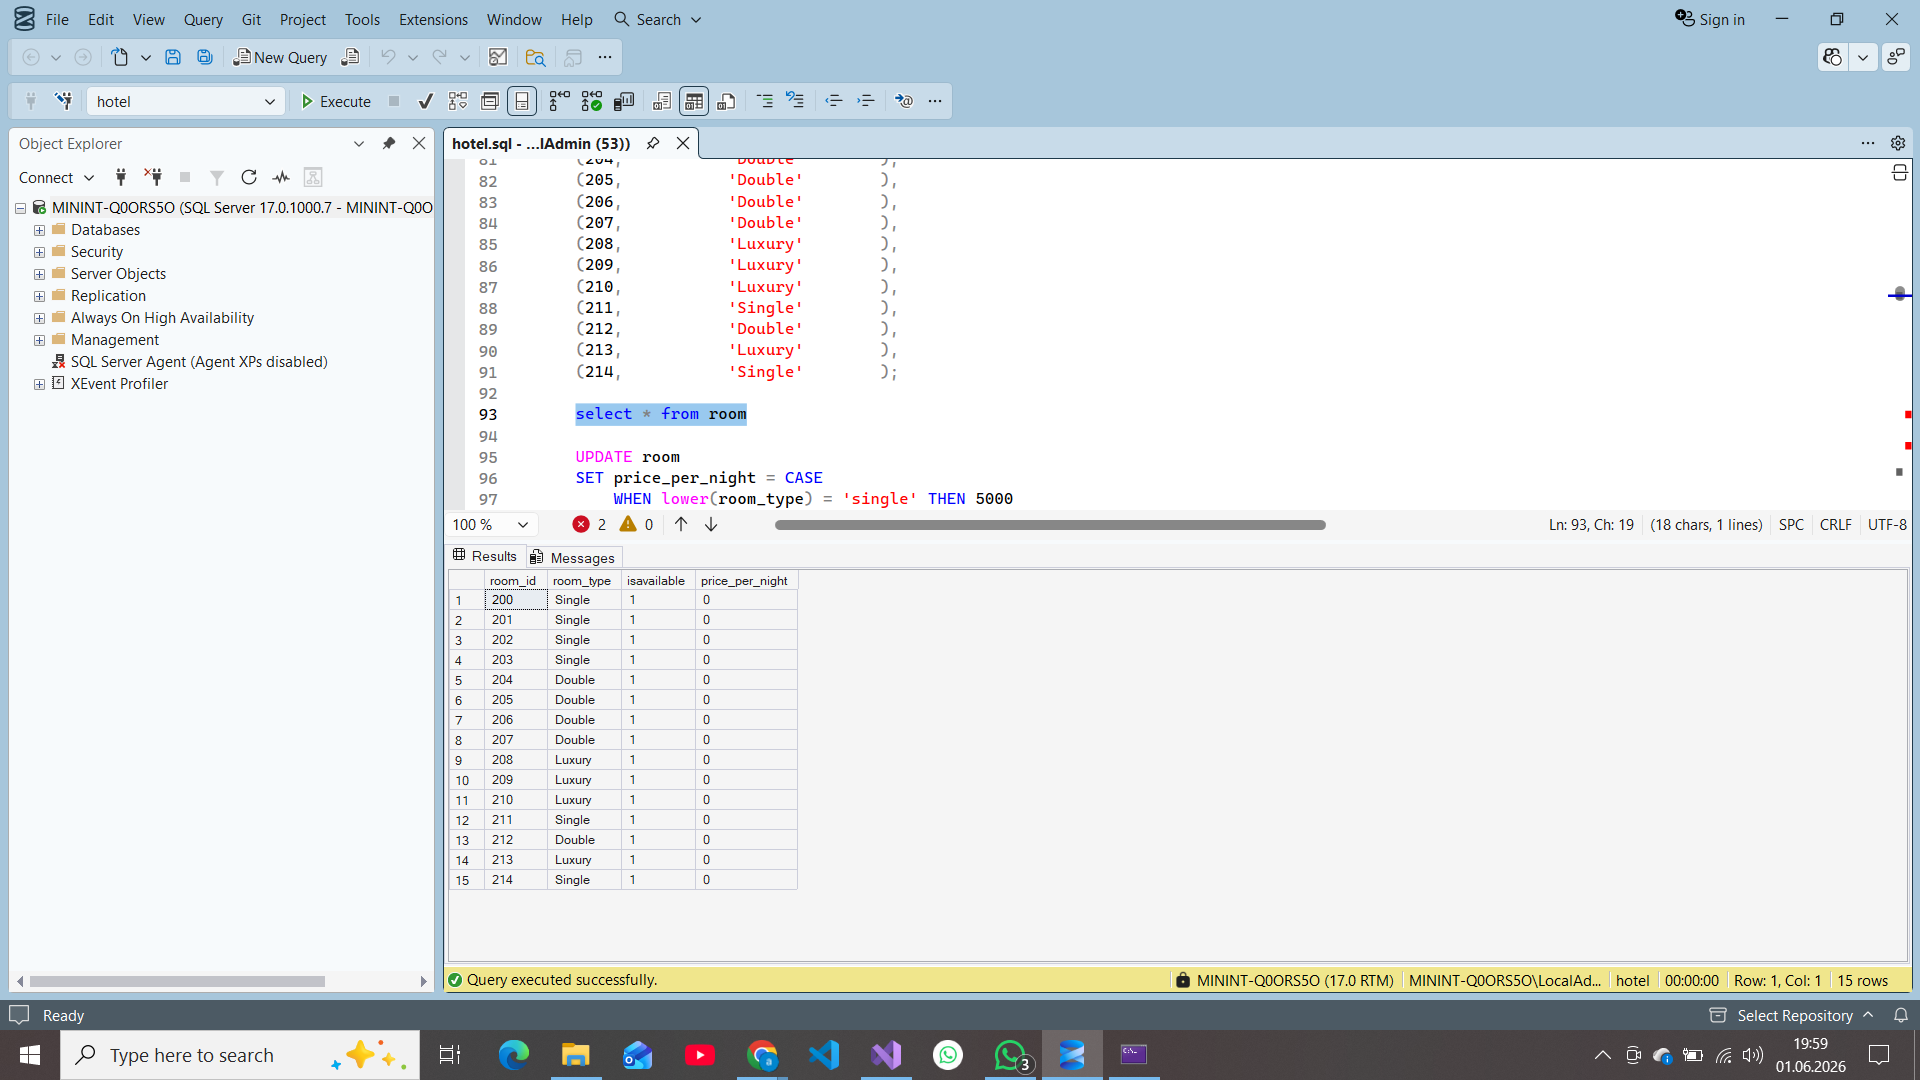 File Edit View Query Git Project Tools Extensions Window Help Search Sign in
New Query
hotel Execute
Object Explorer
Connect
MININT-Q0ORS5O (SQL Server 17.0.1000.7 - MININT-Q0O
Databases
Security
Server Objects
Replication
Always On High Availability
Management
SQL Server Agent (Agent XPs disabled)
XEvent Profiler
hotel.sql - ...lAdmin (53))
81 (204, 'Double' ),
82 (205, 'Double' ),
83 (206, 'Double' ),
84 (207, 'Double' ),
85 (208, 'Luxury' ),
86 (209, 'Luxury' ),
87 (210, 'Luxury' ),
88 (211, 'Single' ),
89 (212, 'Double' ),
90 (213, 'Luxury' ),
91 (214, 'Single' );
92
93 select * from room
94
95 UPDATE room
96 SET price_per_night = CASE
97 WHEN lower(room_type) = 'single' THEN 5000
100 % 2 0 Ln: 93, Ch: 19 (18 chars, 1 lines) SPC CRLF UTF-8
Results Messages
room_id room_type isavailable price_per_night
1 200 Single 1 0
2 201 Single 1 0
3 202 Single 1 0
4 203 Single 1 0
5 204 Double 1 0
6 205 Double 1 0
7 206 Double 1 0
8 207 Double 1 0
9 208 Luxury 1 0
10 209 Luxury 1 0
11 210 Luxury 1 0
12 211 Single 1 0
13 212 Double 1 0
14 213 Luxury 1 0
15 214 Single 1 0
Query executed successfully. MININT-Q0ORS5O (17.0 RTM) MININT-Q0ORS5O\LocalAd... hotel 00:00:00 Row: 1, Col: 1 15 rows
Ready Select Repository
Type here to search 3 19:59
01.06.2026